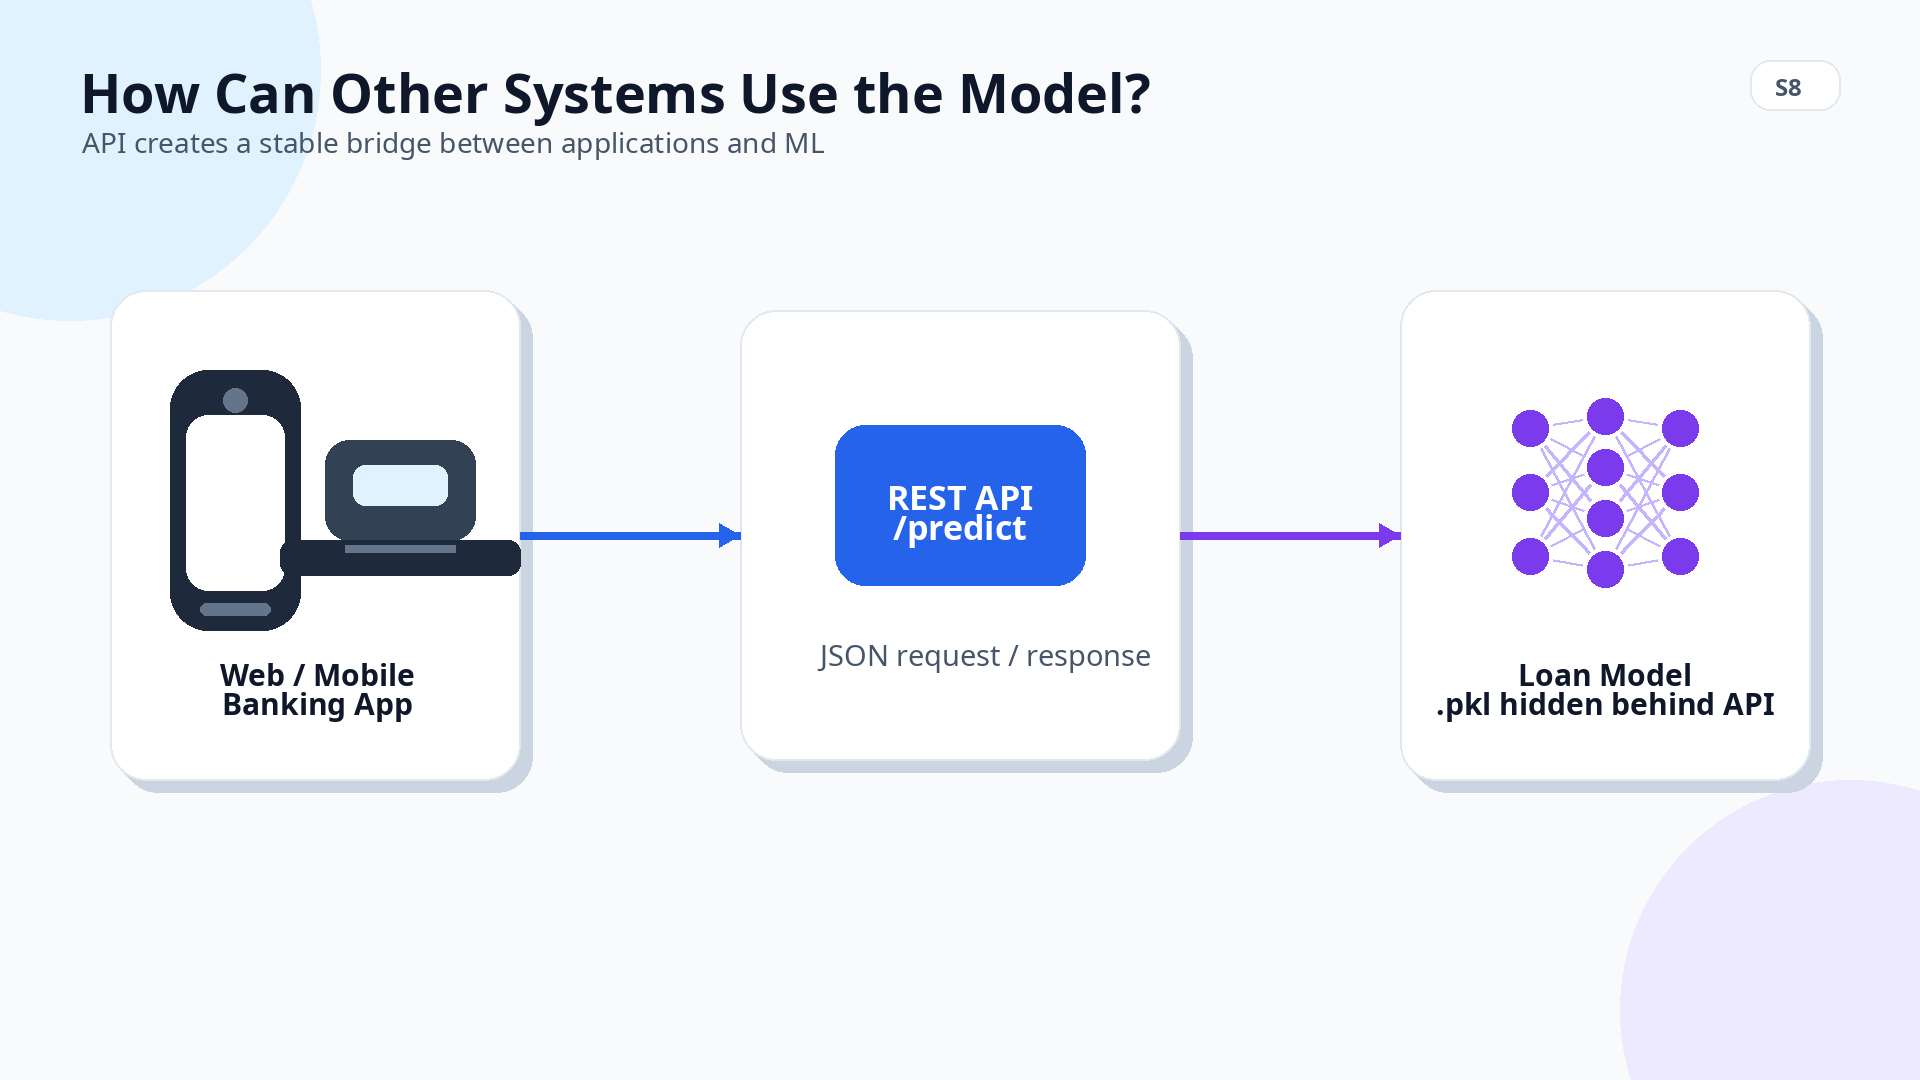 How Can Other Systems Use the Model?
API creates a stable bridge between applications and ML
S8
Web / Mobile
Banking App
REST API
/predict
JSON request / response
Loan Model
.pkl hidden behind API